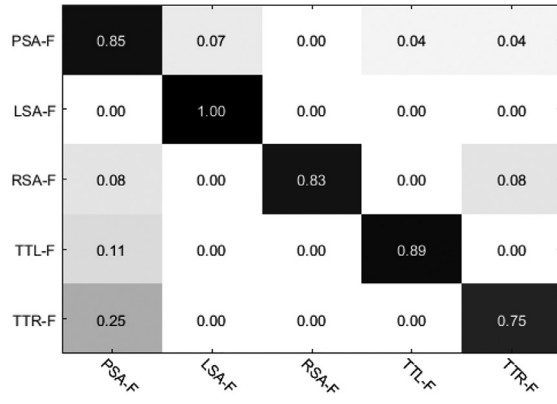 PSA-F 0.85 0.07 0.00 0.04 0.04
LSA-F 0.00 1.00 0.00 0.00 0.00
RSA-F 0.08 0.00 0.83 0.00 0.08
TTL-F 0.11 0.00 0.00 0.89 0.00
TTR-F 0.25 0.00 0.00 0.00 0.75
PSA-F LSA-F RSA-F TTL-F TTR-F